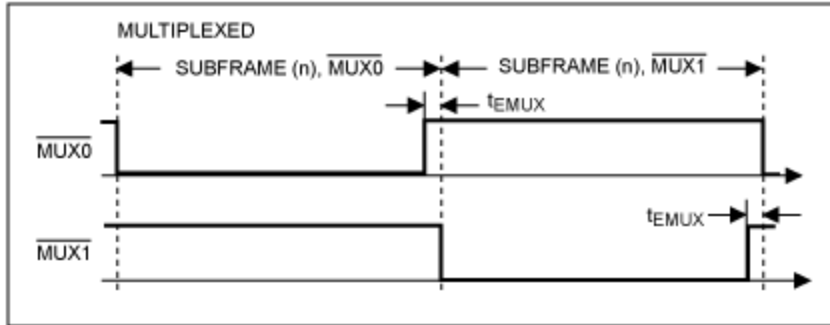 MULTIPLEXED
SUBFRAME (n), MUX0 SUBFRAME (n), MUX1
tEMUX
MUX0
tEMUX
MUX1